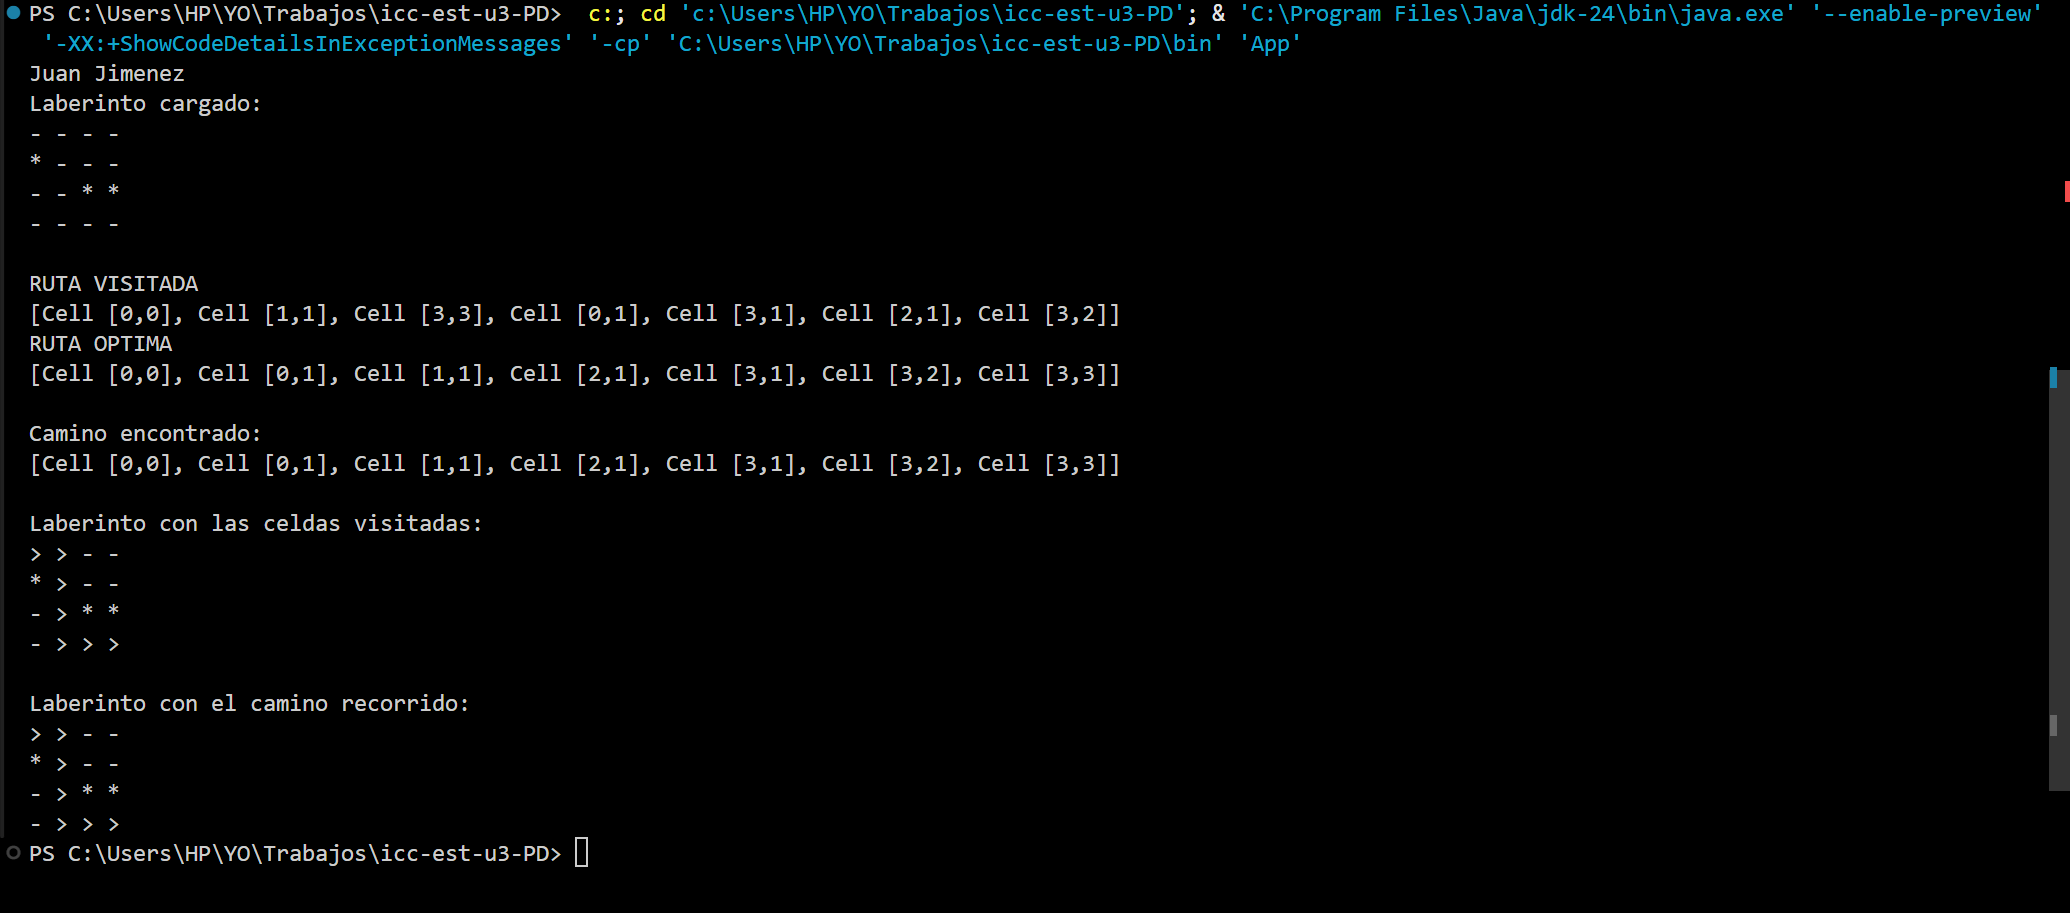 PS C:\Users\HP\YO\Trabajos\icc-est-u3-PD>  c:; cd 'c:\Users\HP\YO\Trabajos\icc-est-u3-PD'; & 'C:\Program Files\Java\jdk-24\bin\java.exe' '--enable-preview'
'-XX:+ShowCodeDetailsInExceptionMessages' '-cp' 'C:\Users\HP\YO\Trabajos\icc-est-u3-PD\bin' 'App'
Juan Jimenez
Laberinto cargado:
- - - -
* - - -
- - * *
- - - -
RUTA VISITADA
[Cell [0,0], Cell [1,1], Cell [3,3], Cell [0,1], Cell [3,1], Cell [2,1], Cell [3,2]]
RUTA OPTIMA
[Cell [0,0], Cell [0,1], Cell [1,1], Cell [2,1], Cell [3,1], Cell [3,2], Cell [3,3]]
Camino encontrado:
[Cell [0,0], Cell [0,1], Cell [1,1], Cell [2,1], Cell [3,1], Cell [3,2], Cell [3,3]]
Laberinto con las celdas visitadas:
> > - -
* > - -
- > * *
- > > >
Laberinto con el camino recorrido:
> > - -
* > - -
- > * *
- > > >
PS C:\Users\HP\YO\Trabajos\icc-est-u3-PD>